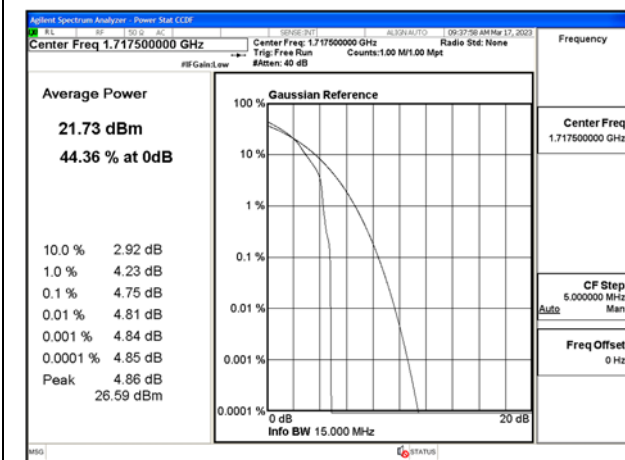 Agilent Spectrum Analyzer - Power Stat CCDF
RL RF 50 Ω AC SENSE:INT ALIGN AUTO 09:37:58 AM Mar 17, 2023
Center Freq 1.717500000 GHz
Center Freq: 1.717500000 GHz Radio Std: None
Trig: Free Run Counts:1.00 M/1.00 Mpt
#IFGain:Low #Atten: 40 dB
Frequency
Average Power
21.73 dBm
44.36 % at 0dB
10.0 % 2.92 dB
1.0 % 4.23 dB
0.1 % 4.75 dB
0.01 % 4.81 dB
0.001 % 4.84 dB
0.0001 % 4.85 dB
Peak 4.86 dB
26.59 dBm
Gaussian Reference
100 %
10 %
1 %
0.1 %
0.01 %
0.001 %
0.0001 %
0 dB 20 dB
Info BW 15.000 MHz
Center Freq
1.717500000 GHz
CF Step
5.000000 MHz
Auto Man
Freq Offset
0 Hz
MSG STATUS